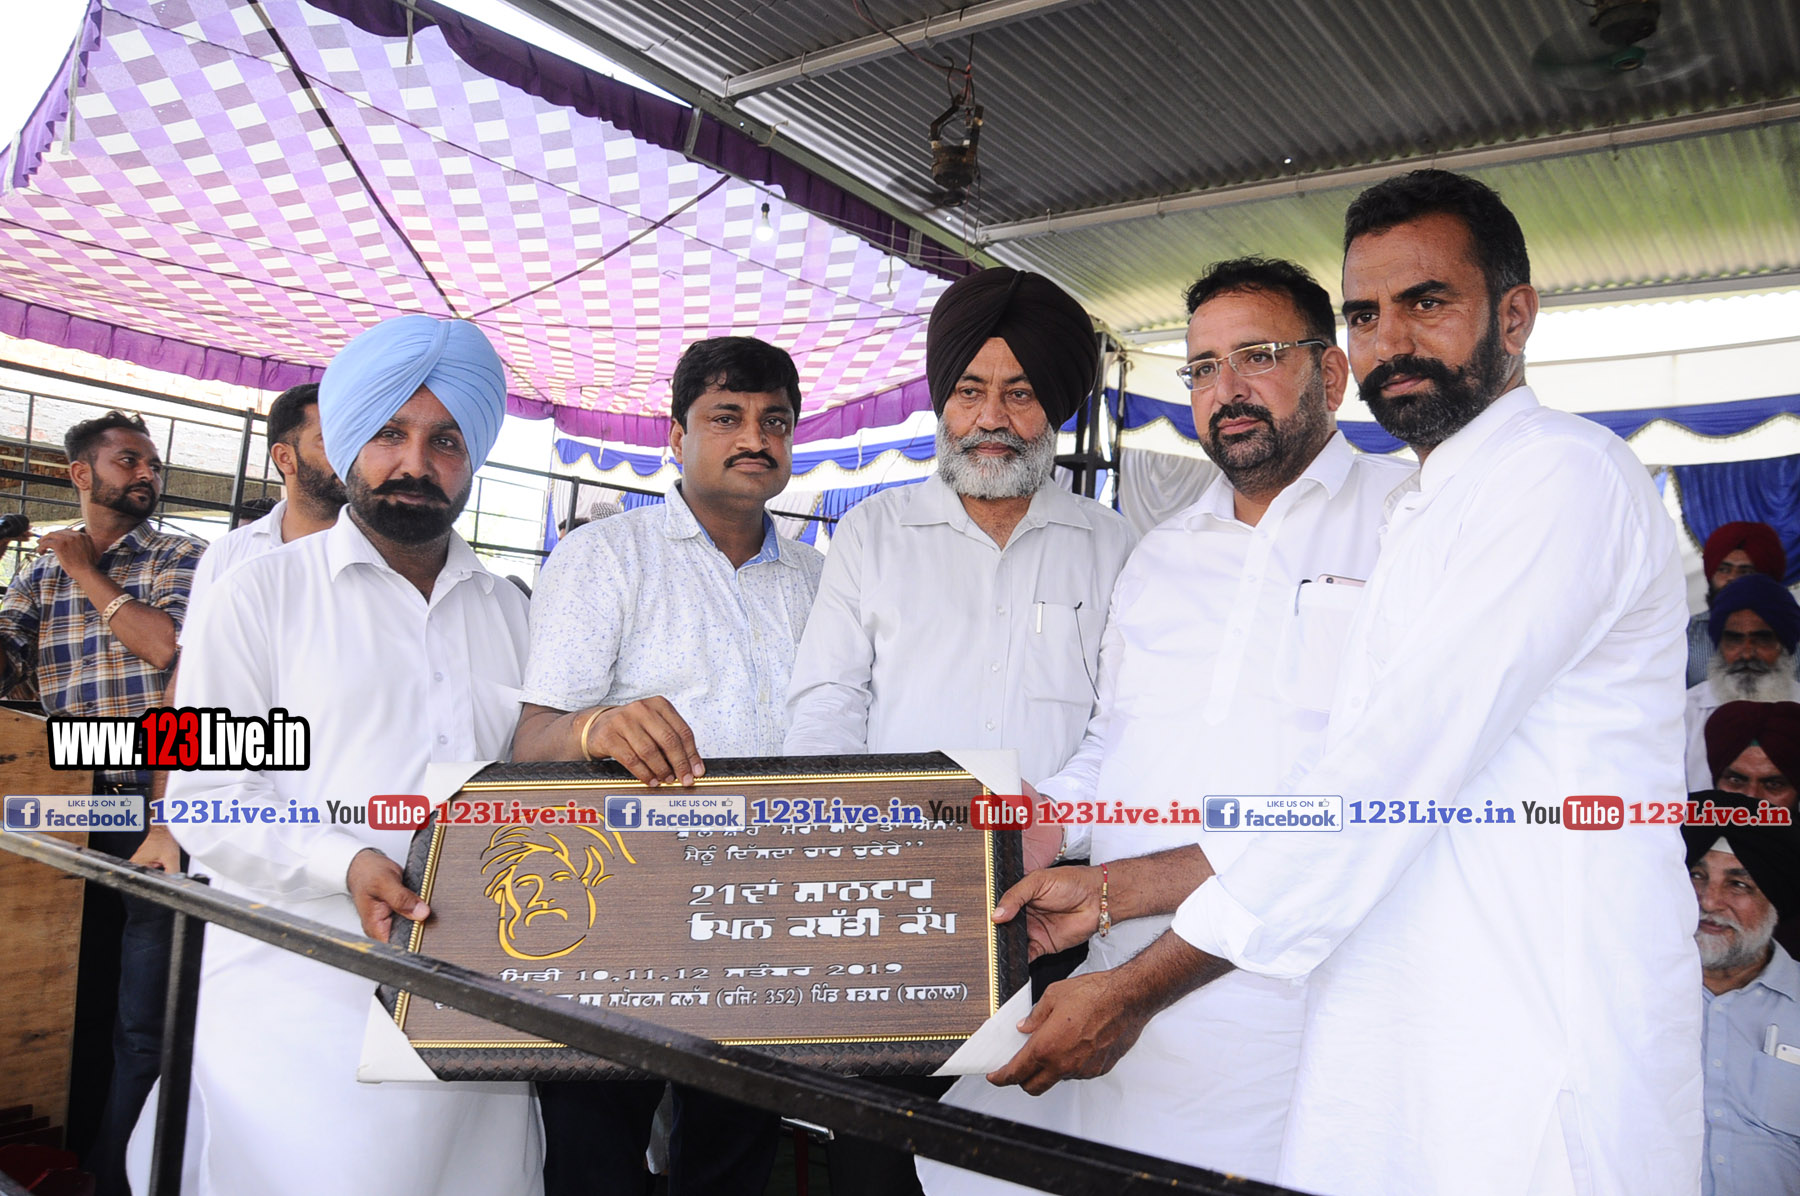 www.123Live.in
LIKE US ON
facebook. 123Live.in YouTube 123Live.in LIKE US ON
facebook. 123Live.in YouTube 123Live.in LIKE US ON
facebook. 123Live.in YouTube 123Live.in
ਮੈਨੂੰ ਦਿੱਸਦਾ ਚਾਰ ਚੁਫੇਰੇ’’
21ਵਾਂ ਸ਼ਾਨਦਾਰ
ਓਪਨ ਕਬੱਡੀ ਕੱਪ
ਮਿਤੀ 10,11,12 ਸਤੰਬਰ 2019
ਸਪੋਰਟਸ ਕਲੱਬ (ਰਜਿ: 352) ਪਿੰਡ ਬਡਬਰ (ਬਰਨਾਲਾ)